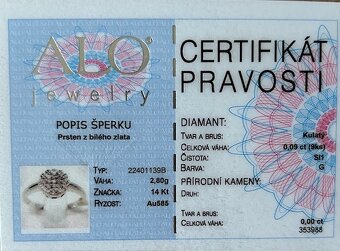 ALO®
jewelry
POPIS ŠPERKU
Prsten z bílého zlata
TYP: 22401139B
VÁHA: 2,80g
ZNAČKA: 14 Kt
RYZOST: Au585
CERTIFIKÁT
PRAVOSTI
DIAMANT:
TVAR A BRUS: Kulatý
CELKOVÁ VÁHA: 0,09 ct (9ks)
ČISTOTA: SI1
BARVA: G
PŘÍRODNÍ KAMENY:
DRUH:
TVAR A BRUS:
CELKOVÁ VÁHA: 0,00 ct
353988